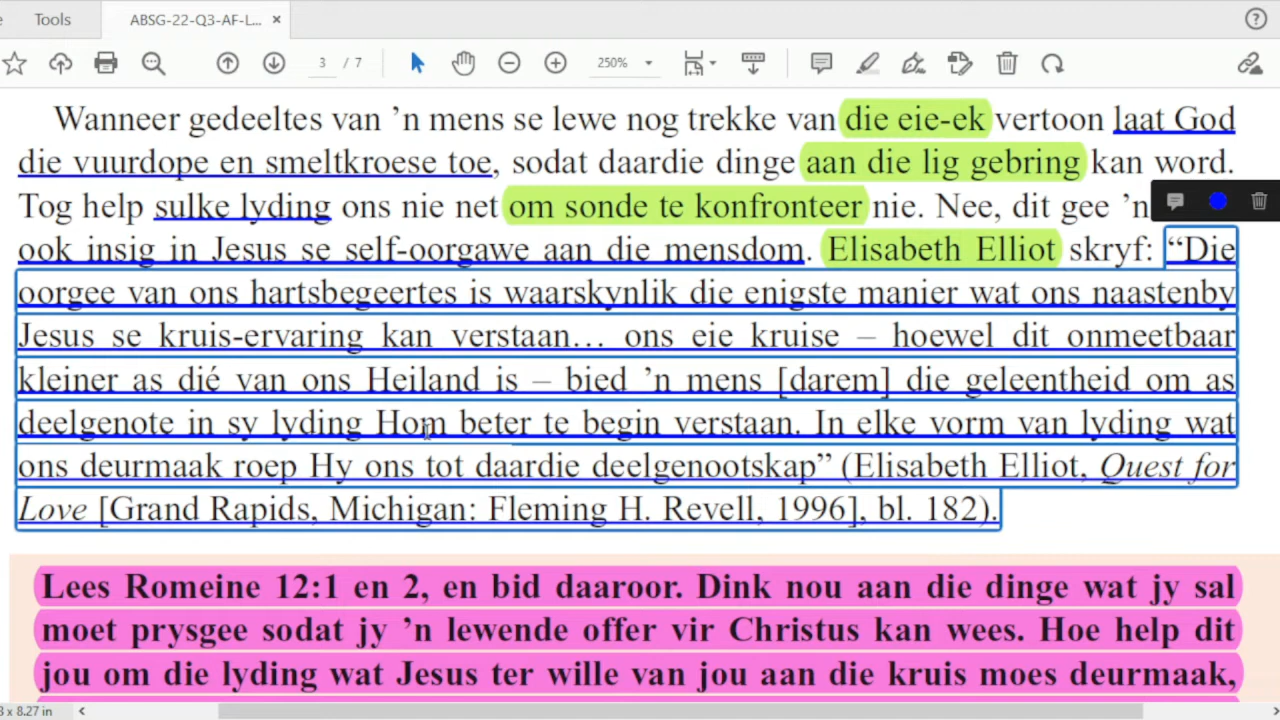 e
Tools
ABSG-22-Q3-AF-L... ×
3 / 7
250%
Wanneer gedeeltes van ’n mens se lewe nog trekke van die eie-ek vertoon laat God
die vuurdope en smeltkroese toe, sodat daardie dinge aan die lig gebring kan word.
Tog help sulke lyding ons nie net om sonde te konfronteer nie. Nee, dit gee ’n
ook insig in Jesus se self-oorgawe aan die mensdom. Elisabeth Elliot skryf: “Die
oorgee van ons hartsbegeertes is waarskynlik die enigste manier wat ons naastenby
Jesus se kruis-ervaring kan verstaan… ons eie kruise – hoewel dit onmeetbaar
kleiner as dié van ons Heiland is – bied ’n mens [darem] die geleentheid om as
deelgenote in sy lyding Hom beter te begin verstaan. In elke vorm van lyding wat
ons deurmaak roep Hy ons tot daardie deelgenootskap” (Elisabeth Elliot, Quest for
Love [Grand Rapids, Michigan: Fleming H. Revell, 1996], bl. 182).
Lees Romeine 12:1 en 2, en bid daaroor. Dink nou aan die dinge wat jy sal
moet prysgee sodat jy ’n lewende offer vir Christus kan wees. Hoe help dit
jou om die lyding wat Jesus ter wille van jou aan die kruis moes deurmaak,
x 8.27 in